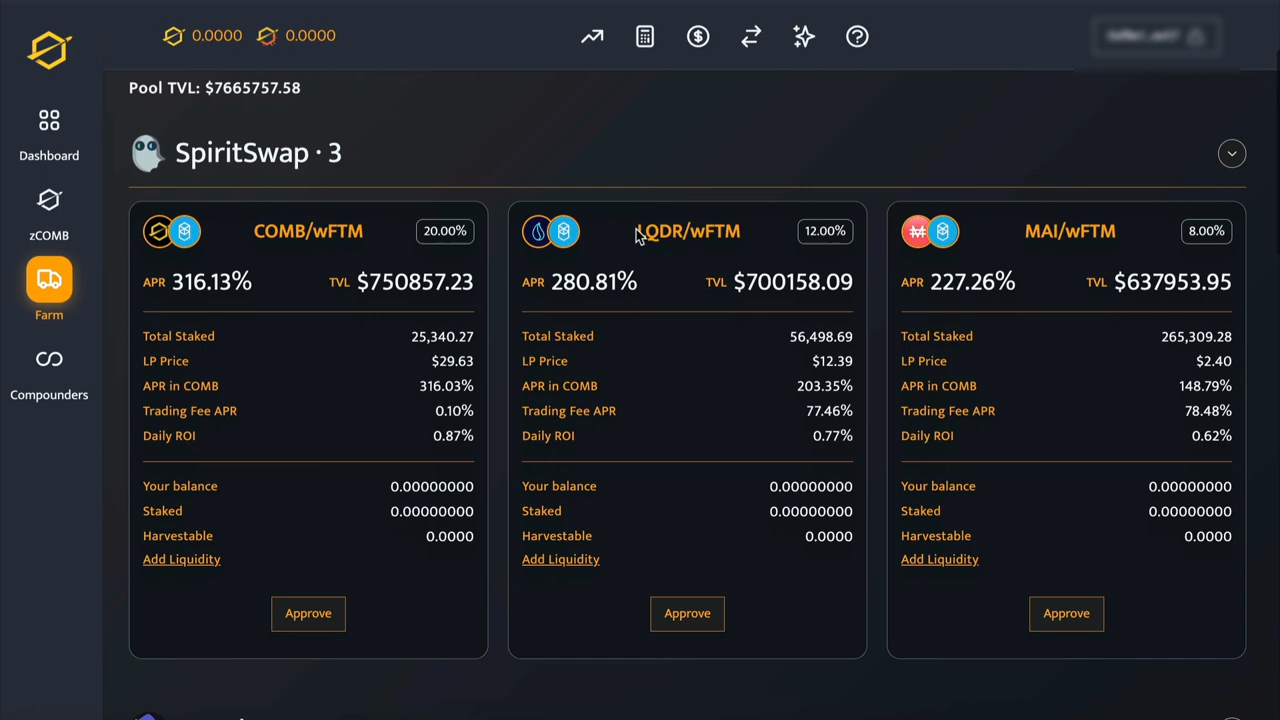 0.0000 0.0000
Pool TVL: $7665757.58
Dashboard
zCOMB
Farm
Compounders
SpiritSwap · 3
COMB/wFTM 20.00%
APR 316.13% TVL $750857.23
Total Staked 25,340.27
LP Price $29.63
APR in COMB 316.03%
Trading Fee APR 0.10%
Daily ROI 0.87%
Your balance 0.00000000
Staked 0.00000000
Harvestable 0.0000
Add Liquidity
Approve
LQDR/wFTM 12.00%
APR 280.81% TVL $700158.09
Total Staked 56,498.69
LP Price $12.39
APR in COMB 203.35%
Trading Fee APR 77.46%
Daily ROI 0.77%
Your balance 0.00000000
Staked 0.00000000
Harvestable 0.0000
Add Liquidity
Approve
MAI/wFTM 8.00%
APR 227.26% TVL $637953.95
Total Staked 265,309.28
LP Price $2.40
APR in COMB 148.79%
Trading Fee APR 78.48%
Daily ROI 0.62%
Your balance 0.00000000
Staked 0.00000000
Harvestable 0.0000
Add Liquidity
Approve